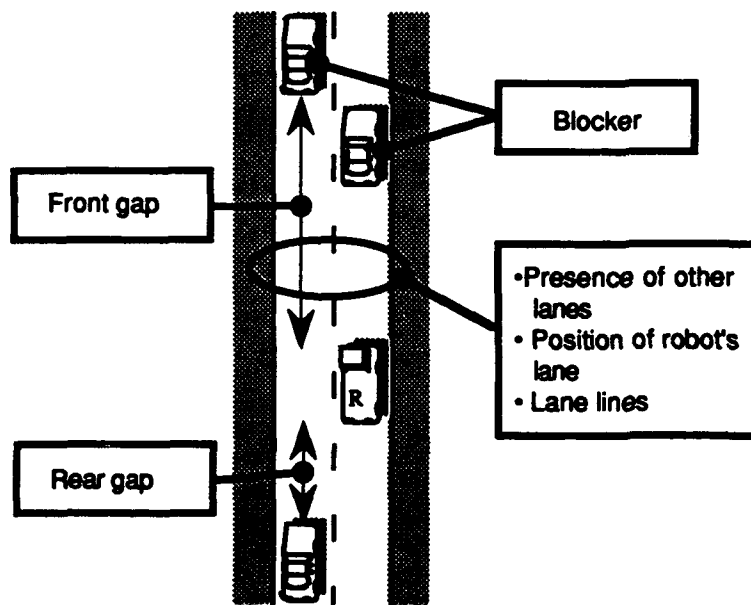 Blocker
Front gap
•Presence of other
lanes
• Position of robot's
lane
• Lane lines
R
Rear gap